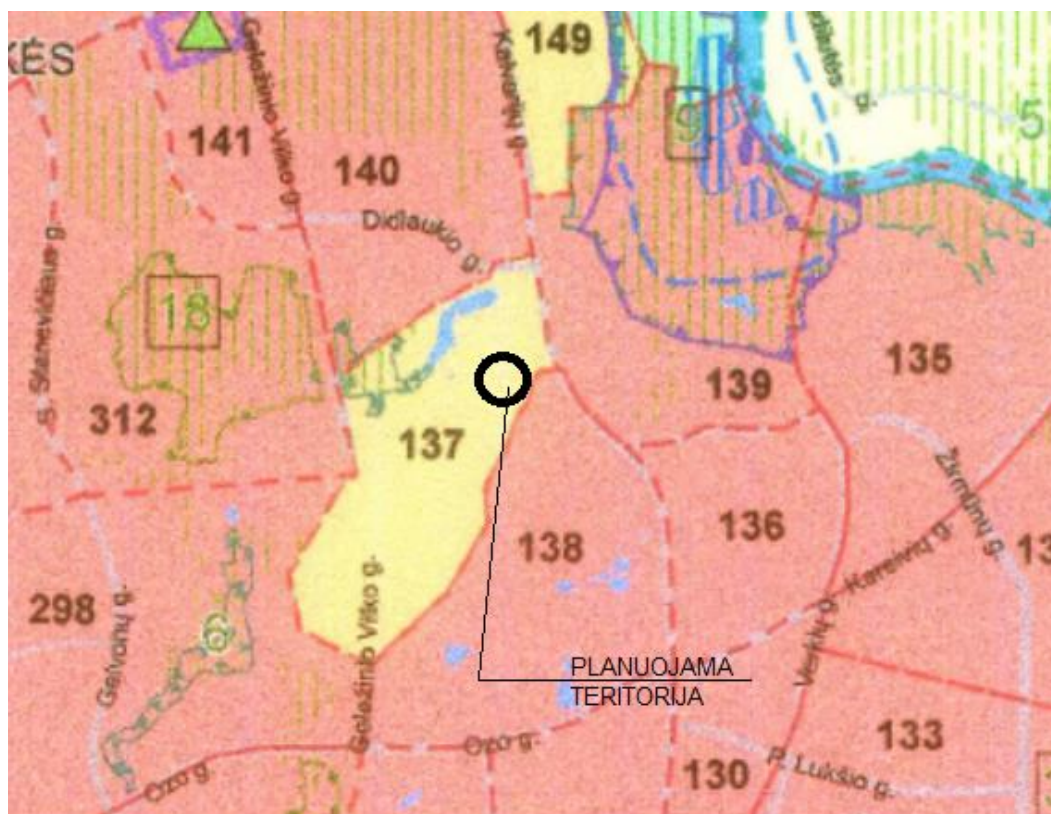 KĖS
Geležinio Vilko g.
Kalvarijų g.
149
9
5
141
140
Didlaukio g.
S. Stanevičiaus g.
18
312
137
139
135
Žirmūnų g.
136
138
Kareivių g.
13
298
Gelvonų g.
6
Geležinio Vilko g.
Verkių g.
PLANUOJAMA
TERITORIJA
Ozo g.
Ozo g.
130
P. Lukšio g.
133